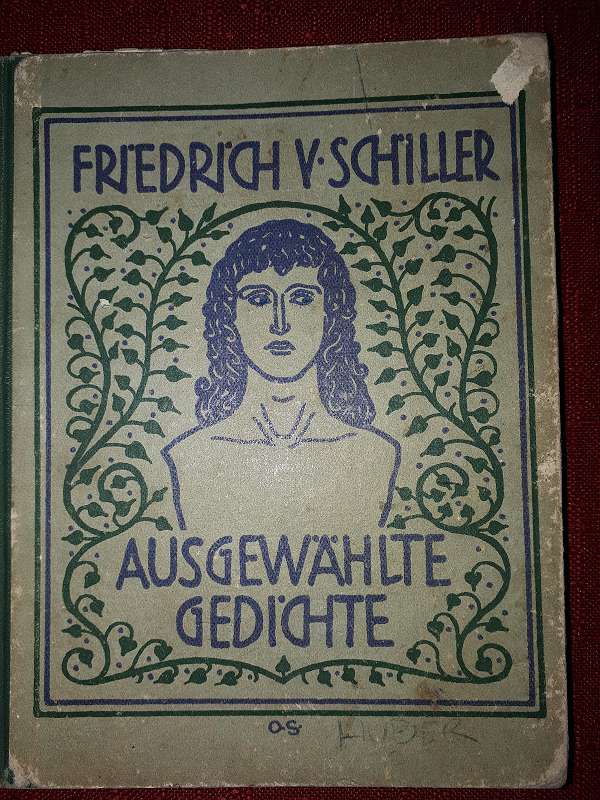 FRIEDRICH V. SCHILLER
AUSGEWÄHLTE
GEDICHTE
O.S.